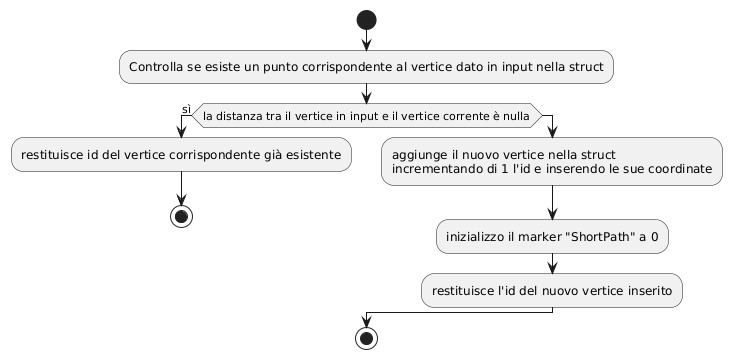 Controlla se esiste un punto corrispondente al vertice dato in input nella struct
sì
la distanza tra il vertice in input e il vertice corrente è nulla
restituisce id del vertice corrispondente già esistente
aggiunge il nuovo vertice nella struct
incrementando di 1 l'id e inserendo le sue coordinate
inizializzo il marker "ShortPath" a 0
restituisce l'id del nuovo vertice inserito